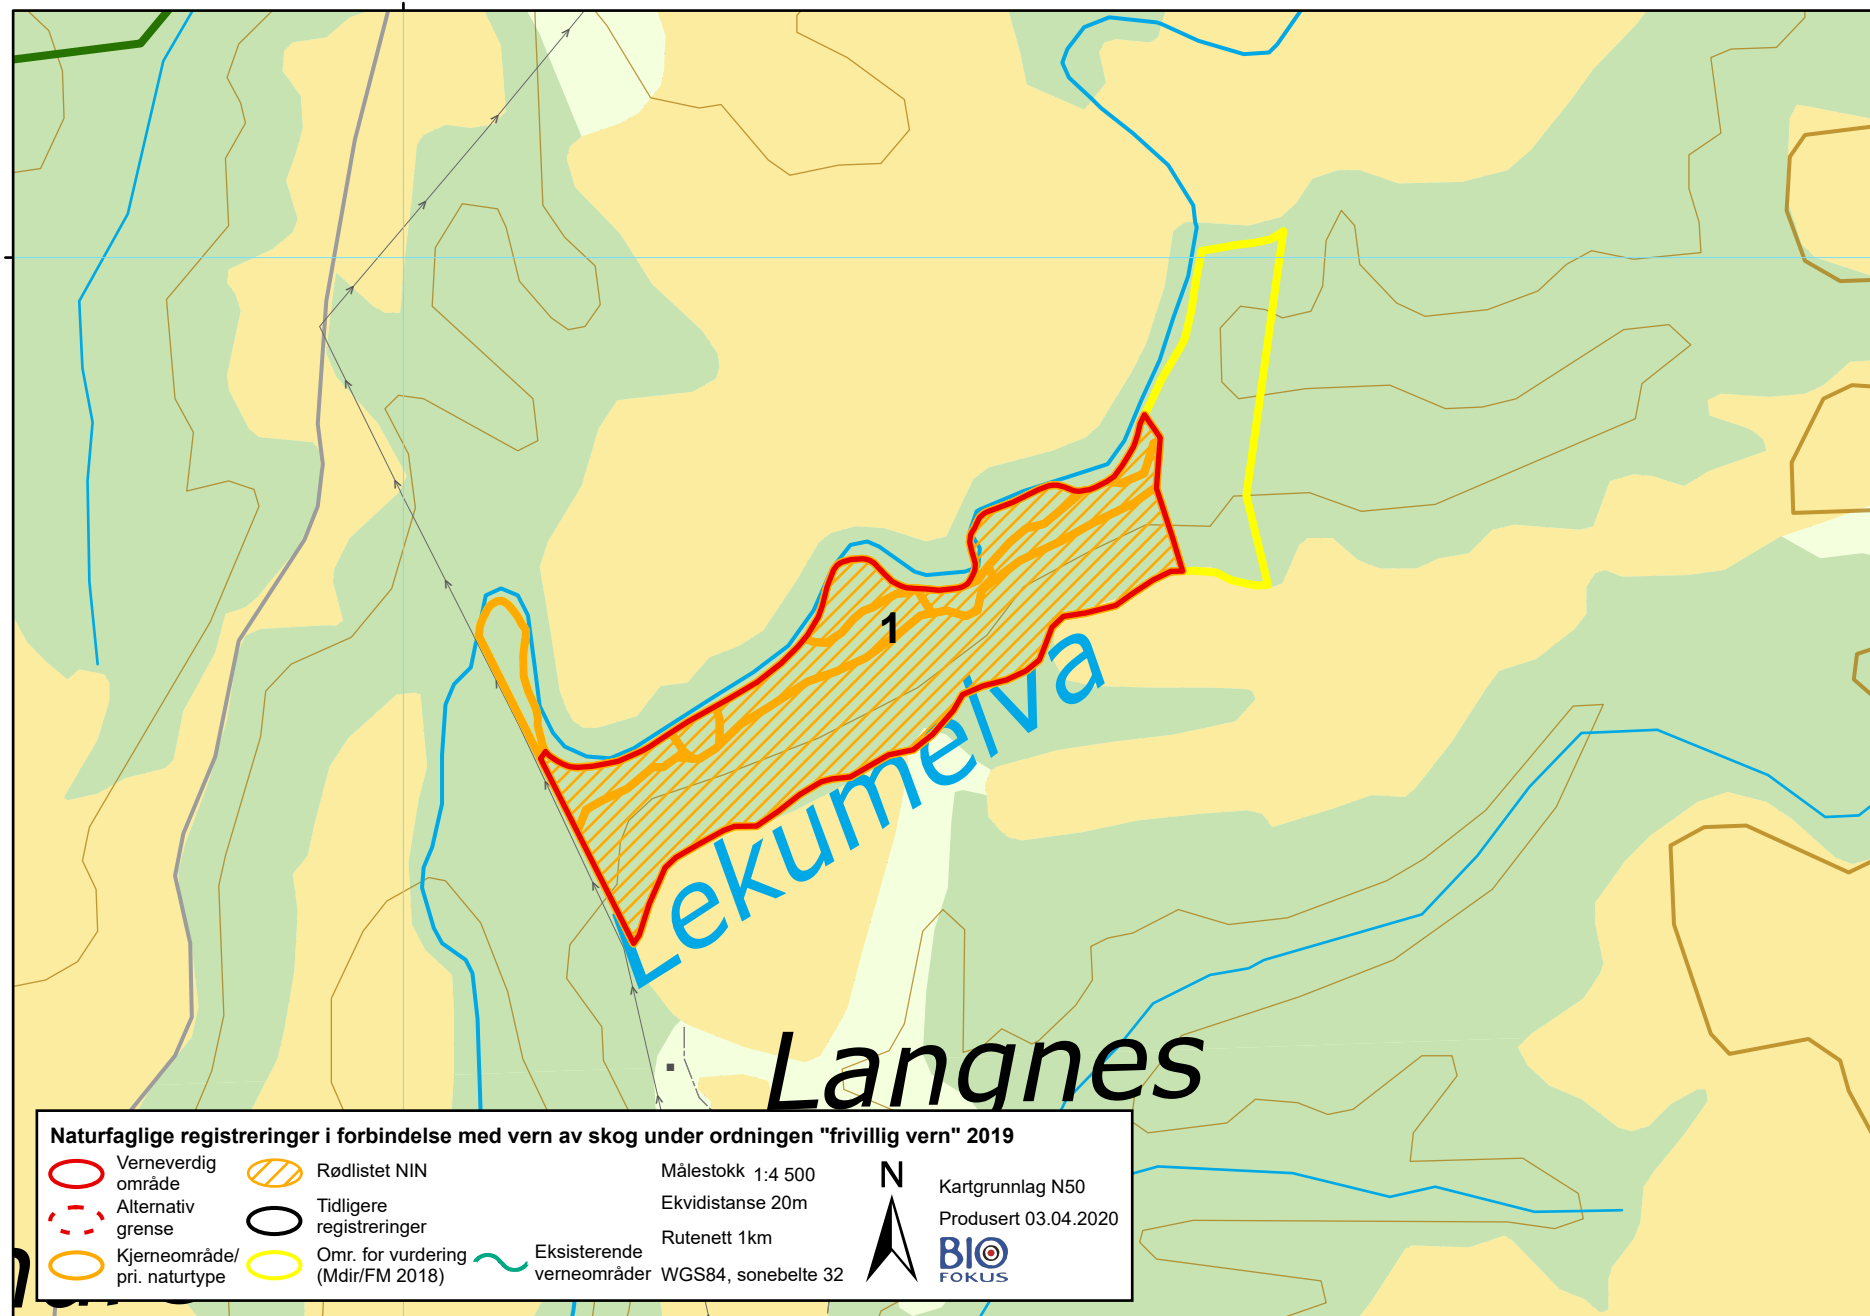 1
Lekumelva
Langnes
Naturfaglige registreringer i forbindelse med vern av skog under ordningen "frivillig vern" 2019
Verneverdig
område
Alternativ
grense
Kjerneområde/
pri. naturtype
Rødlistet NIN
Tidligere
registreringer
Omr. for vurdering
(Mdir/FM 2018)
Eksisterende
verneområder
Målestokk 1:4 500
Ekvidistanse 20m
Rutenett 1km
WGS84, sonebelte 32
N
Kartgrunnlag N50
Produsert 03.04.2020
BIO
FOKUS